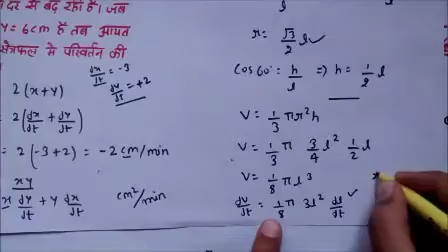 दर से बढ़ रही है। जब
y = 6 cm हैं तब आयत
क्षेत्रफल में परिवर्तन की
dx/dt = -3
dy/dt = +2
2(x+y)
2(dx/dt + dy/dt)
= 2(-3+2) = -2 cm/min
xy
x dy/dt + y dx/dt cm²/min
l
r = √3/2 l ✓
cos60° = h/l ⇒ h = 1/2 l
V = 1/3 πr²h
V = 1/3 π 3/4 l² 1/2 l
V = 1/8 π l³
dv/dt = 1/8 π 3l² dl/dt ✓